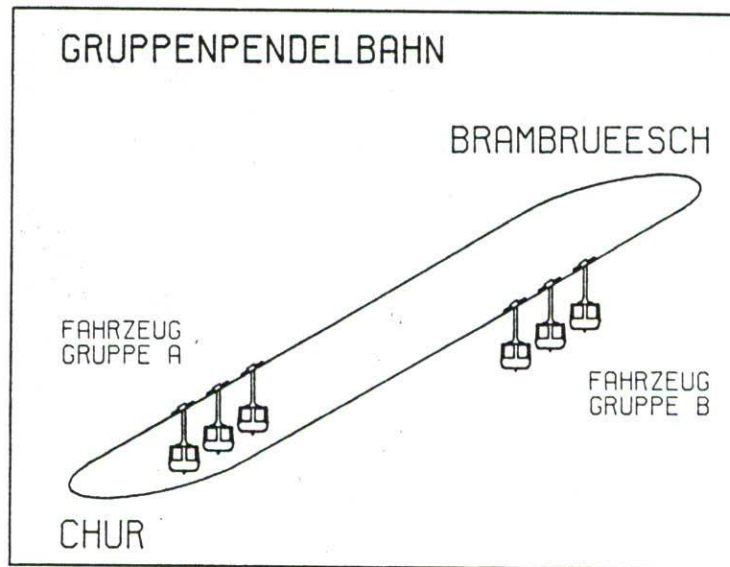 GRUPPENPENDELBAHN
BRAMBRUEESCH
FAHRZEUG
GRUPPE A
FAHRZEUG
GRUPPE B
CHUR